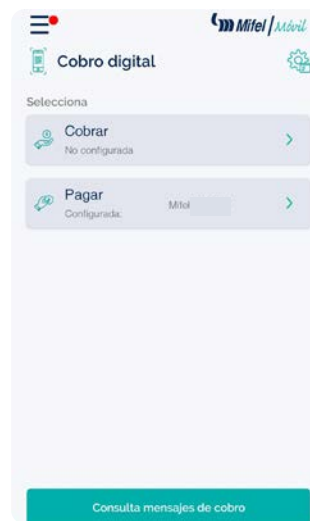 Mifel | Móvil
Cobro digital
Selecciona
Cobrar
No configurada
Pagar
Configurada: Mifel
Consulta mensajes de cobro